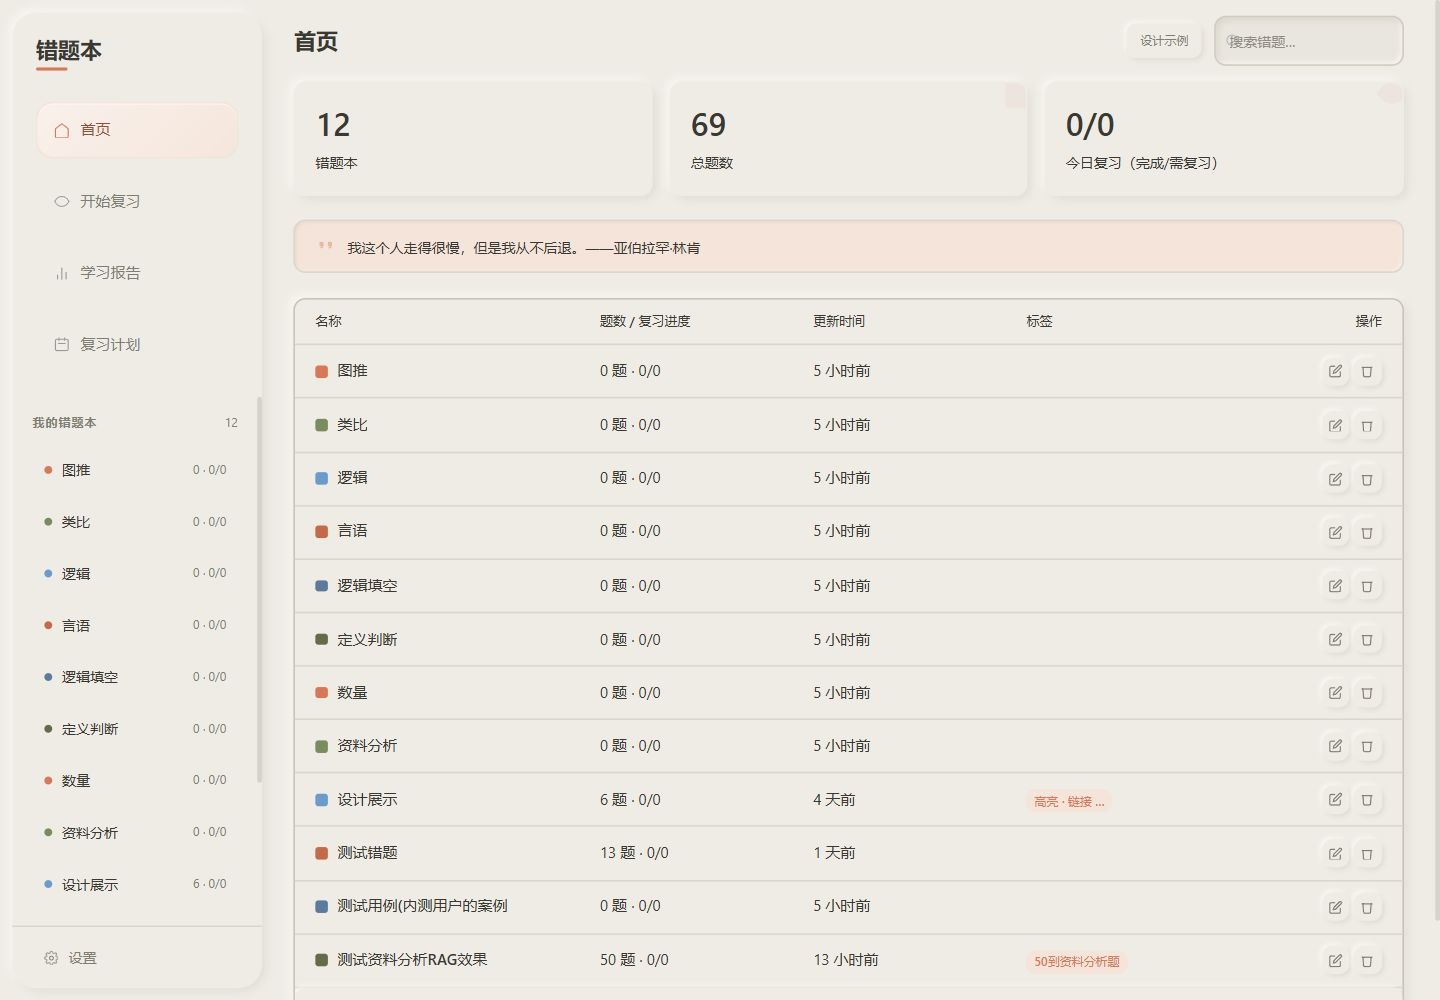 错题本
首页
开始复习
学习报告
复习计划
我的错题本 12
图推 0 · 0/0
类比 0 · 0/0
逻辑 0 · 0/0
言语 0 · 0/0
逻辑填空 0 · 0/0
定义判断 0 · 0/0
数量 0 · 0/0
资料分析 0 · 0/0
设计展示 6 · 0/0
设置
首页
设计示例
搜索错题...
12
错题本
69
总题数
0/0
今日复习（完成/需复习）
我这个人走得很慢，但是我从不后退。——亚伯拉罕·林肯
名称 题数 / 复习进度 更新时间 标签 操作
图推 0 题 · 0/0 5 小时前
类比 0 题 · 0/0 5 小时前
逻辑 0 题 · 0/0 5 小时前
言语 0 题 · 0/0 5 小时前
逻辑填空 0 题 · 0/0 5 小时前
定义判断 0 题 · 0/0 5 小时前
数量 0 题 · 0/0 5 小时前
资料分析 0 题 · 0/0 5 小时前
设计展示 6 题 · 0/0 4 天前 高亮 · 链接 ...
测试错题 13 题 · 0/0 1 天前
测试用例(内测用户的案例 0 题 · 0/0 5 小时前
测试资料分析RAG效果 50 题 · 0/0 13 小时前 50到资料分析题